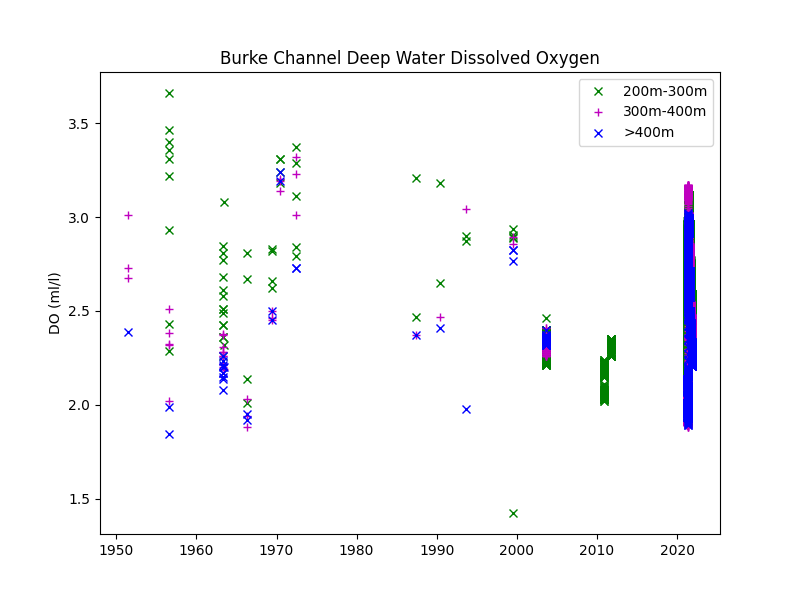 Burke Channel Deep Water Dissolved Oxygen
200m-300m
300m-400m
>400m
DO (ml/l)
3.5
3.0
2.5
2.0
1.5
1950 1960 1970 1980 1990 2000 2010 2020